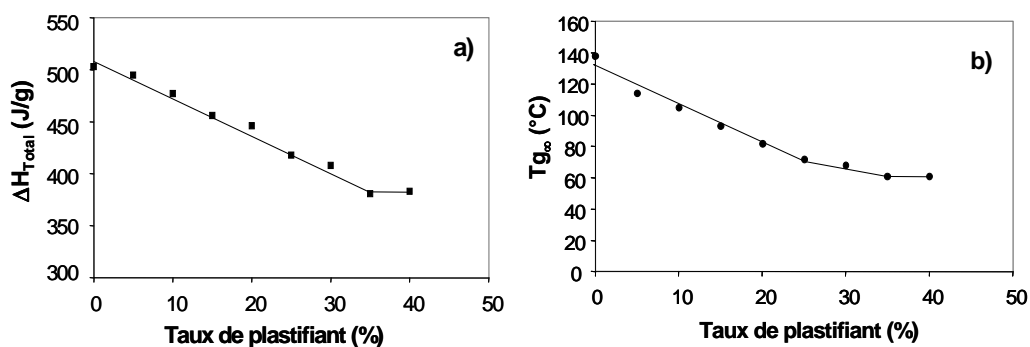 a)
ΔH_Total (J/g)
550
500
450
400
350
300
0 10 20 30 40 50
Taux de plastifiant (%)
b)
Tg∞ (°C)
160
140
120
100
80
60
40
20
0
0 10 20 30 40 50
Taux de plastifiant (%)